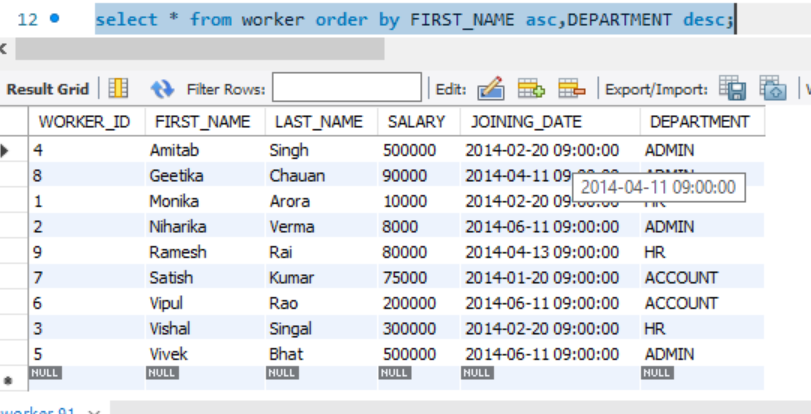 12 select * from worker order by FIRST_NAME asc,DEPARTMENT desc;
Result Grid Filter Rows: Edit: Export/Import:
WORKER_ID FIRST_NAME LAST_NAME SALARY JOINING_DATE DEPARTMENT
4 Amitab Singh 500000 2014-02-20 09:00:00 ADMIN
8 Geetika Chauan 90000 2014-04-11 09:00:00 ADMIN
2014-04-11 09:00:00
1 Monika Arora 10000 2014-02-20 09:00:00 HR
2 Niharika Verma 8000 2014-06-11 09:00:00 ADMIN
9 Ramesh Rai 80000 2014-04-13 09:00:00 HR
7 Satish Kumar 75000 2014-01-20 09:00:00 ACCOUNT
6 Vipul Rao 200000 2014-06-11 09:00:00 ACCOUNT
3 Vishal Singal 300000 2014-02-20 09:00:00 HR
5 Vivek Bhat 500000 2014-06-11 09:00:00 ADMIN
NULL NULL NULL NULL NULL NULL
worker 91